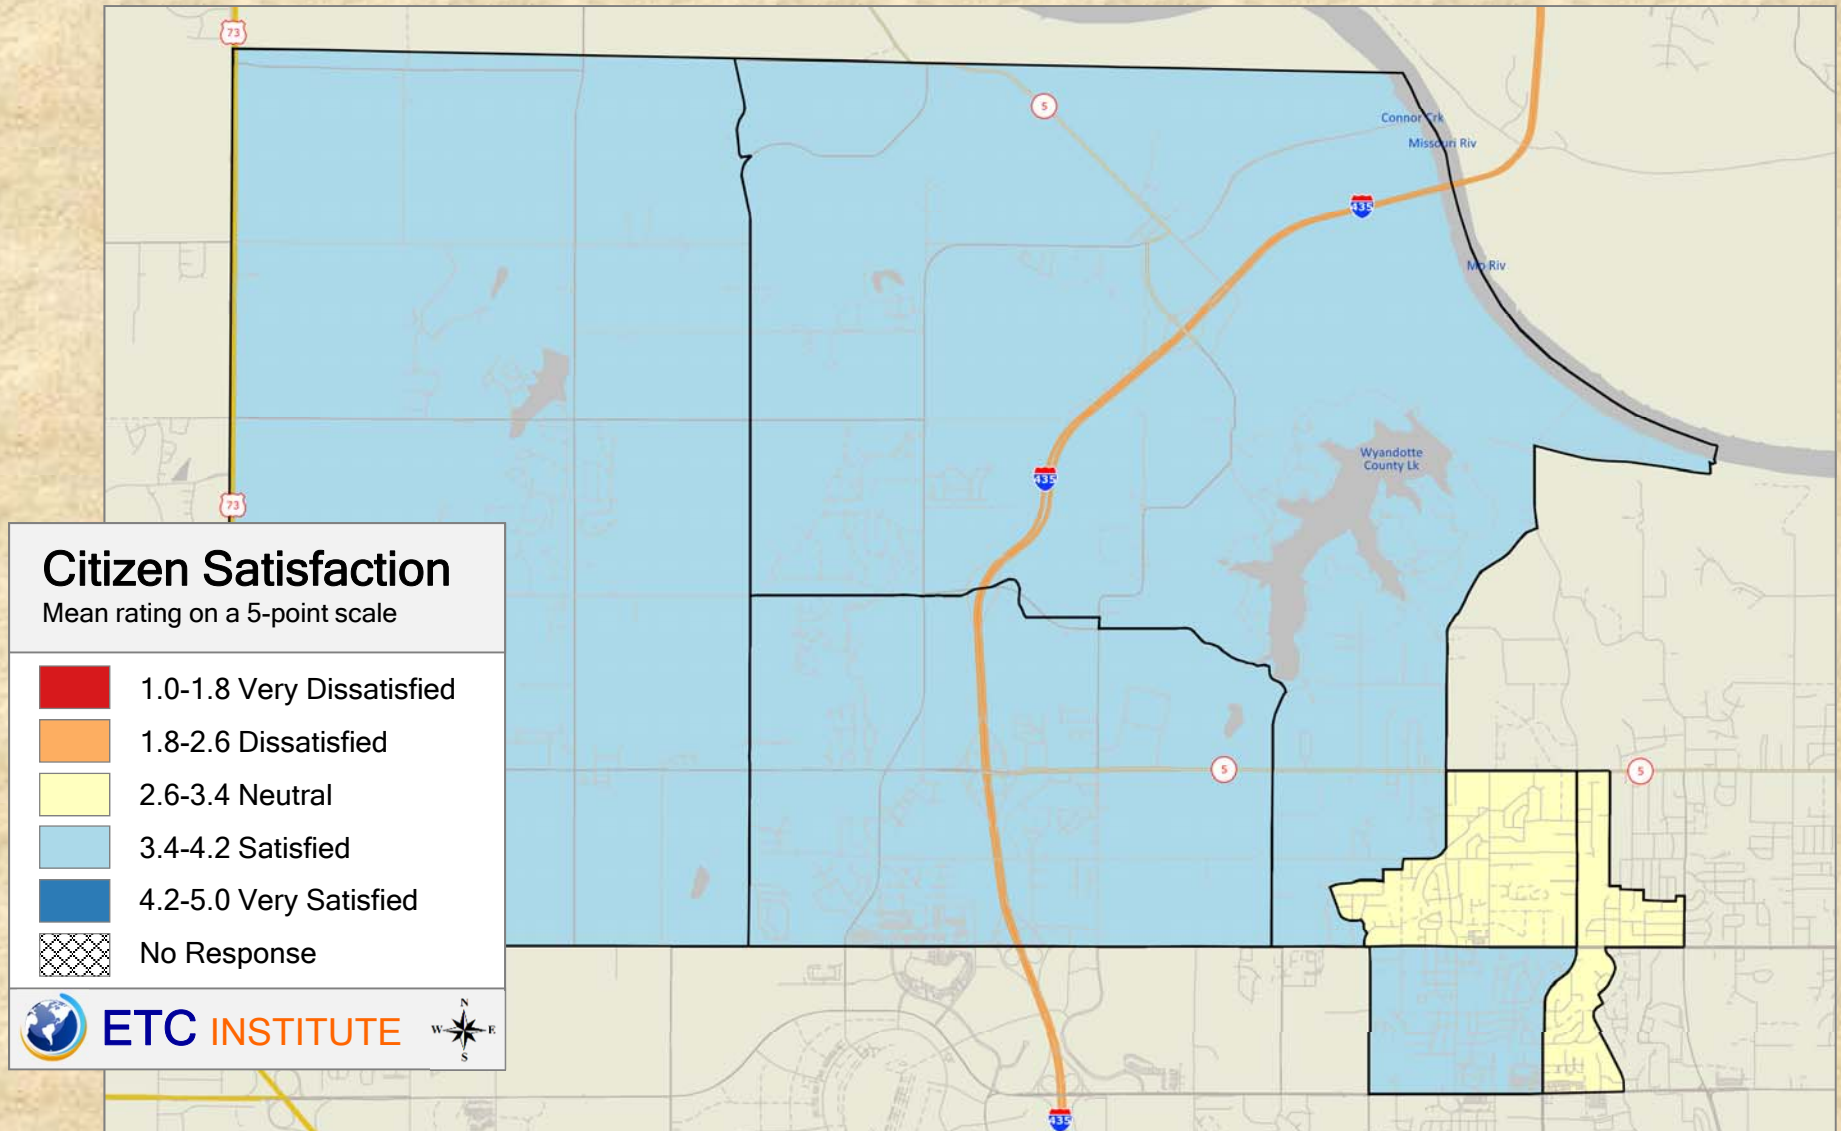 73
5
Connor Crk
Missouri Riv
435
Mo Riv
Wyandotte
County Lk
435
73
Citizen Satisfaction
Mean rating on a 5-point scale
1.0-1.8 Very Dissatisfied
1.8-2.6 Dissatisfied
2.6-3.4 Neutral
3.4-4.2 Satisfied
4.2-5.0 Very Satisfied
No Response
ETC INSTITUTE
N
W
E
S
5
5
435